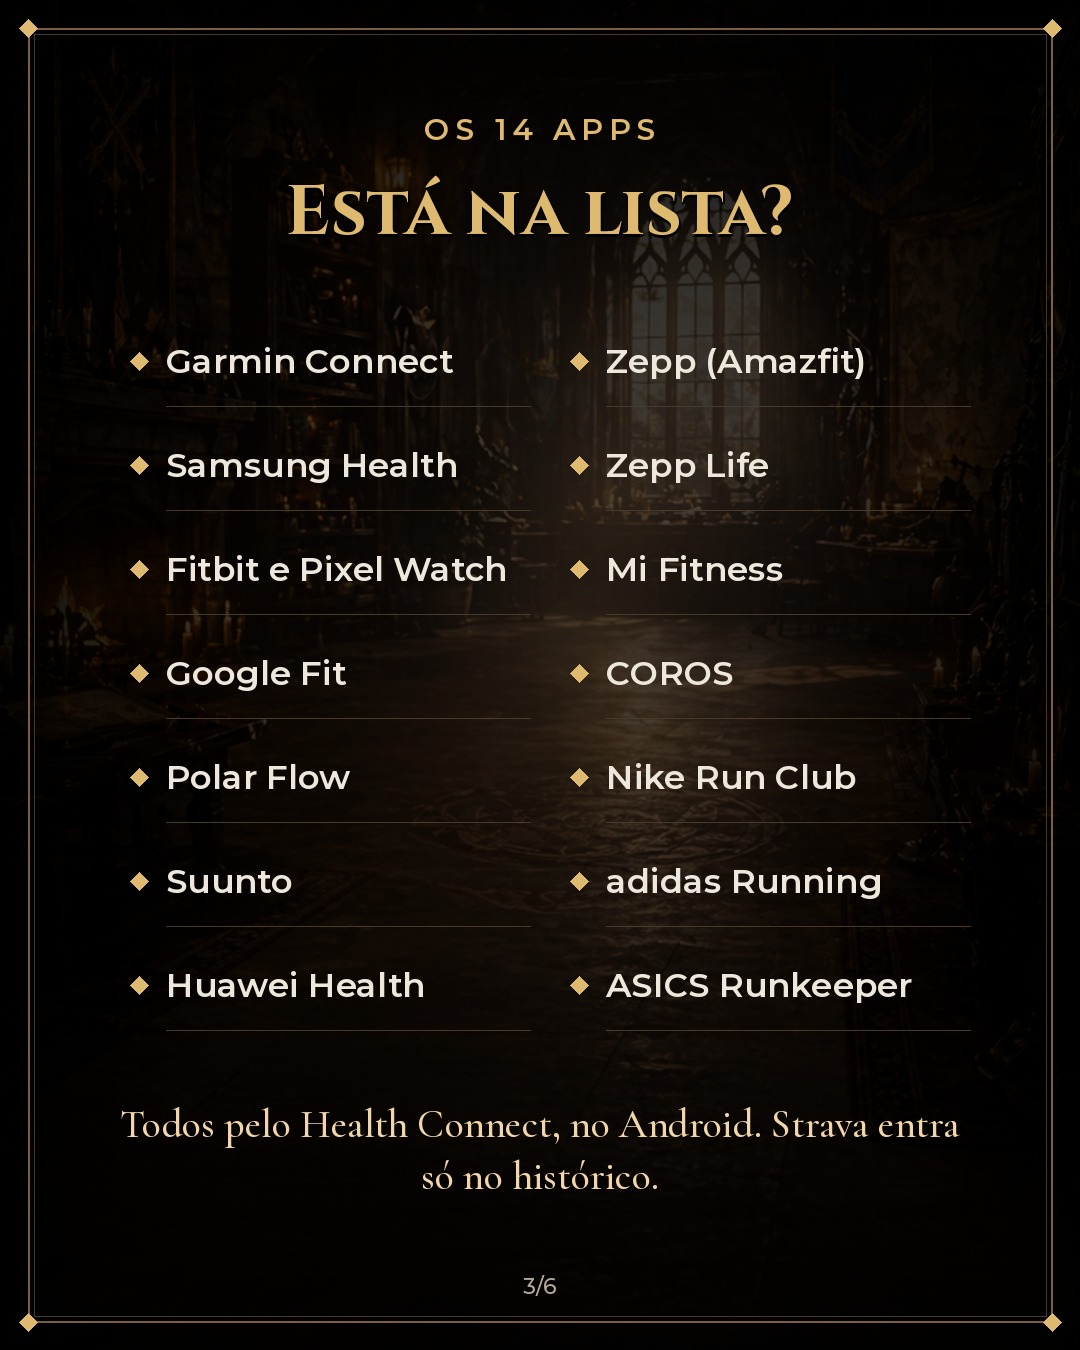 OS 14 APPS
ESTÁ NA LISTA?
Garmin Connect
Samsung Health
Fitbit e Pixel Watch
Google Fit
Polar Flow
Suunto
Huawei Health
Zepp (Amazfit)
Zepp Life
Mi Fitness
COROS
Nike Run Club
adidas Running
ASICS Runkeeper
Todos pelo Health Connect, no Android. Strava entra
só no histórico.
3/6